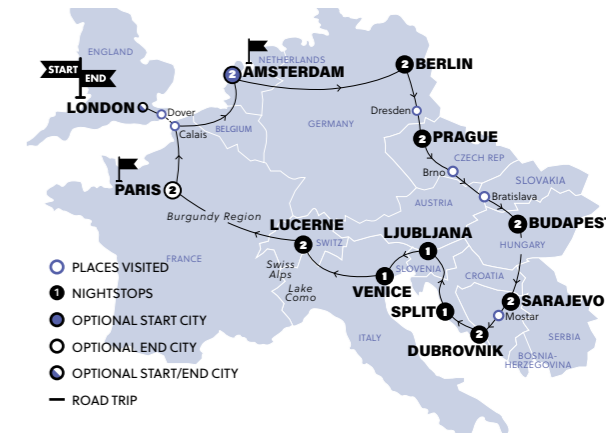 ENGLAND
START
END
LONDON
Dover
Calais
NETHERLANDS
2
AMSTERDAM
BELGIUM
2
BERLIN
GERMANY
Dresden
2
PRAGUE
CZECH REP
Brno
SLOVAKIA
Bratislava
AUSTRIA
2
BUDAPEST
HUNGARY
PARIS
2
Burgundy Region
FRANCE
LUCERNE
2
SWITZ
Swiss
Alps
Lake
Como
LJUBLJANA
1
SLOVENIA
VENICE
1
CROATIA
SPLIT
1
2
SARAJEVO
Mostar
2
DUBROVNIK
SERBIA
BOSNIA-
HERZEGOVINA
ITALY
PLACES VISITED
1 NIGHTSTOPS
OPTIONAL START CITY
OPTIONAL END CITY
OPTIONAL START/END CITY
ROAD TRIP